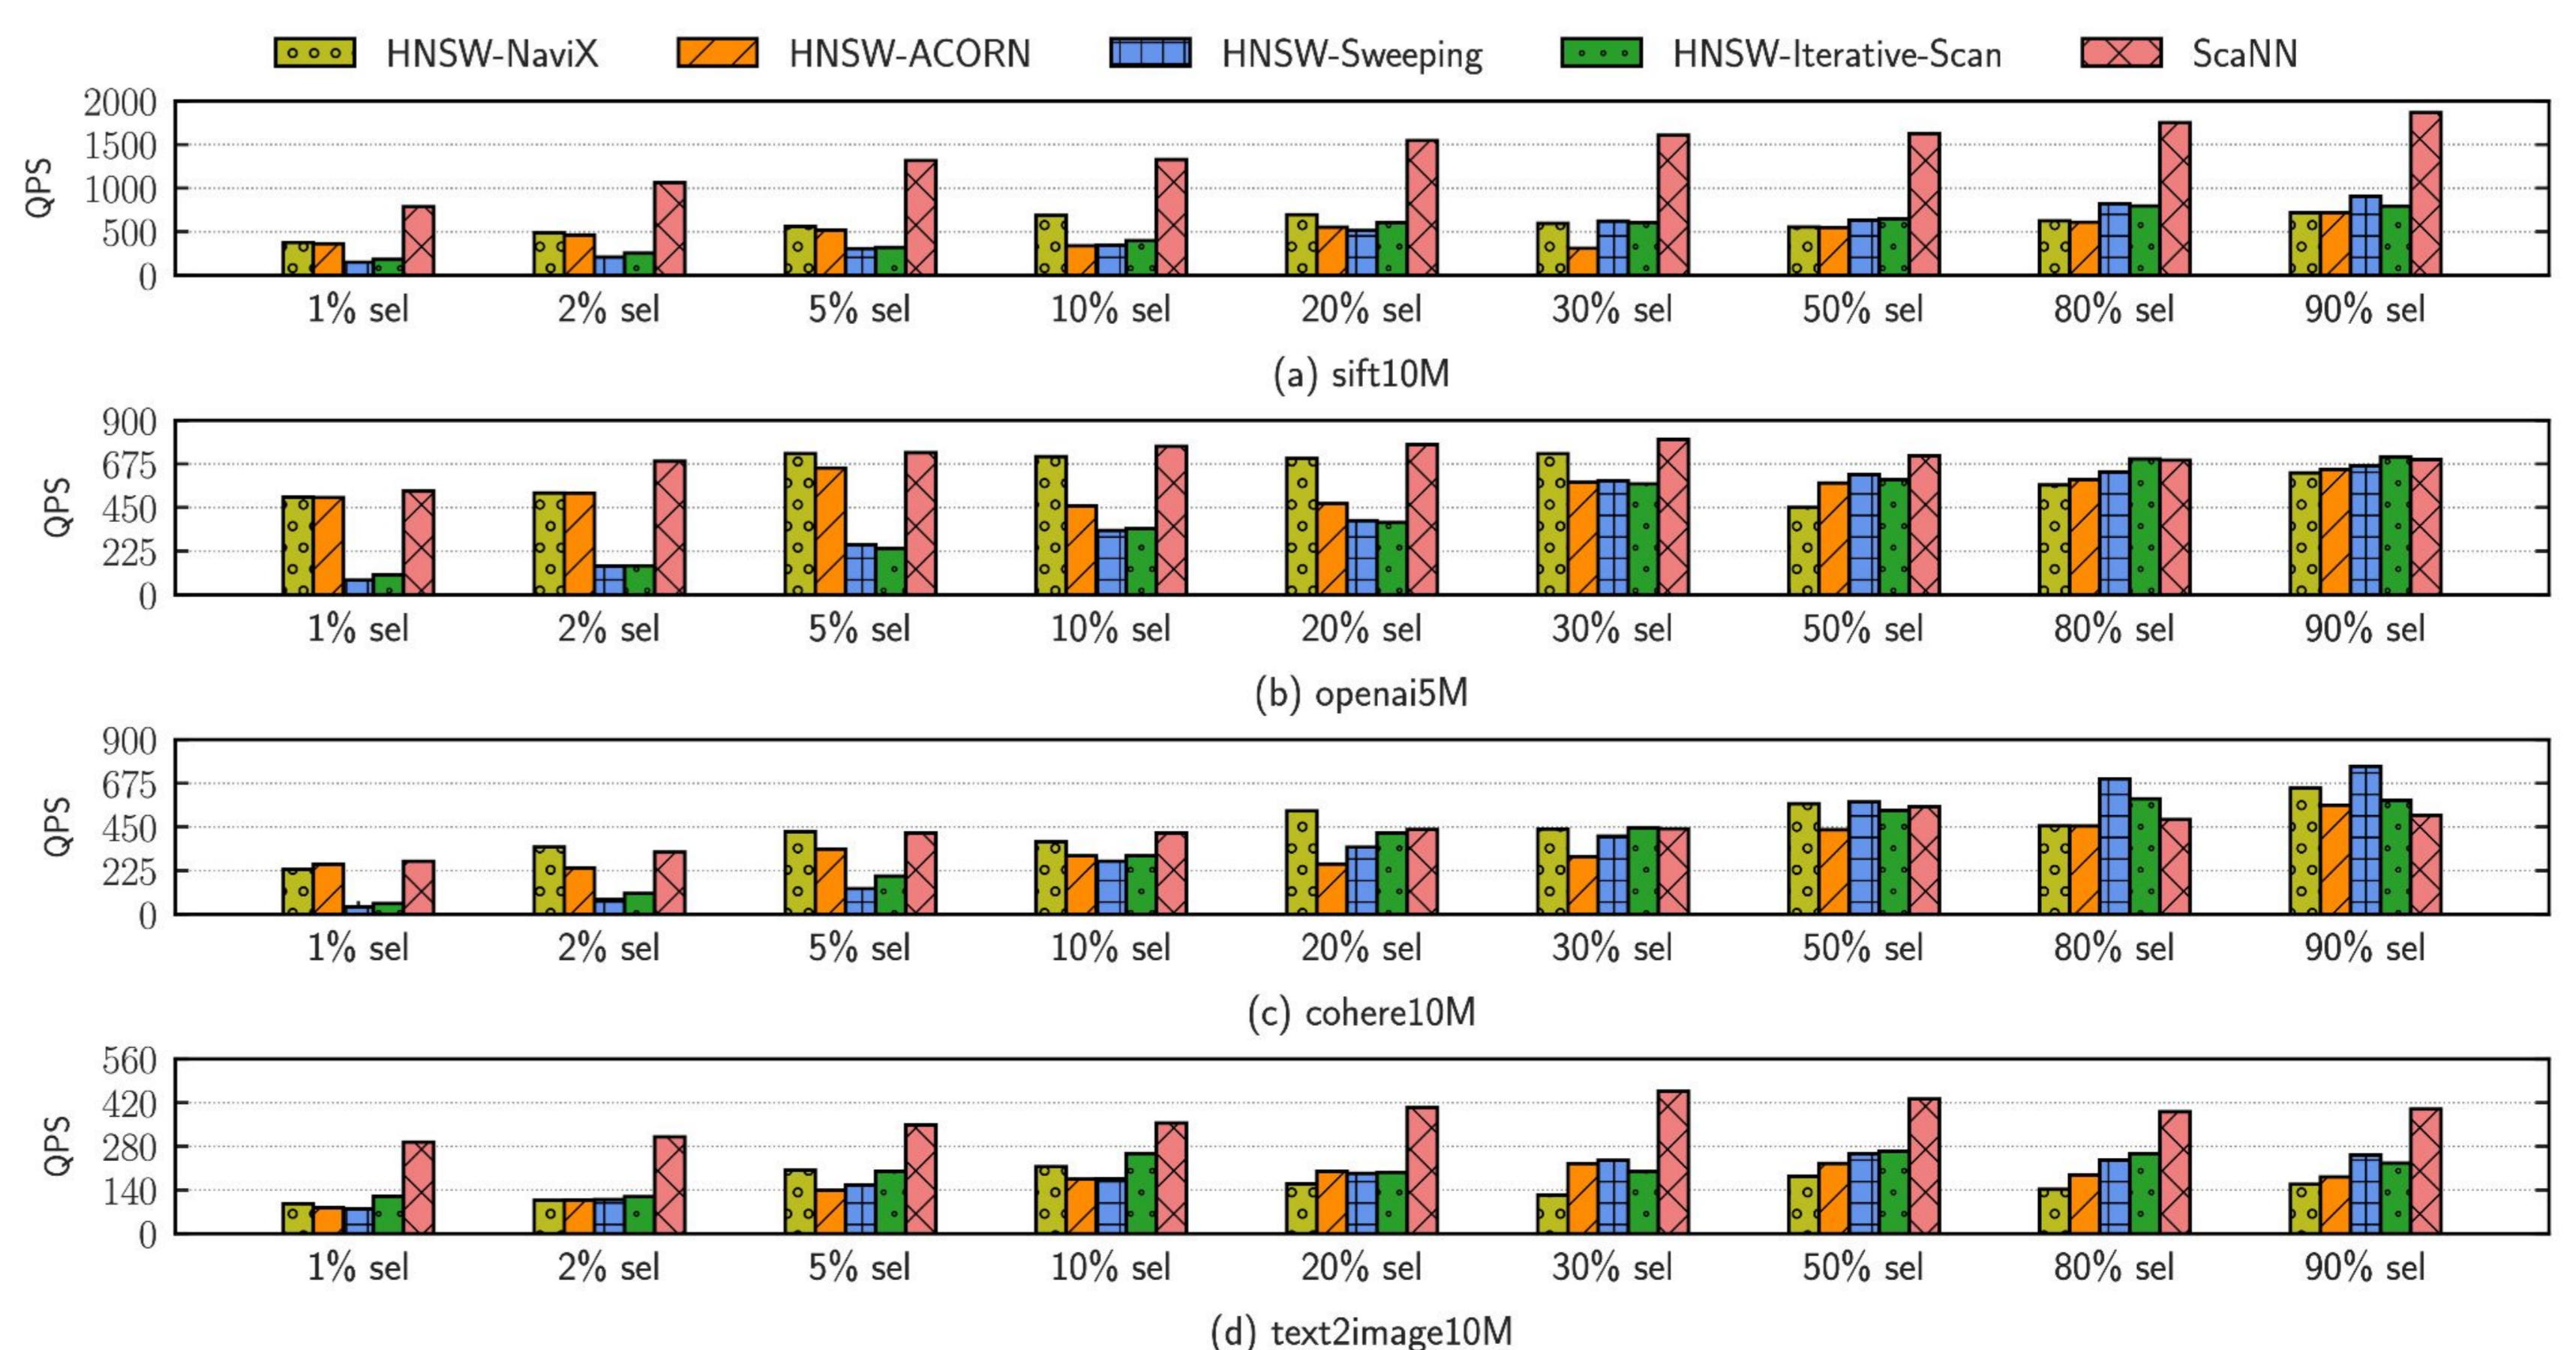 HNSW-NaviX HNSW-ACORN HNSW-Sweeping HNSW-Iterative-Scan ScaNN
2000
1500
1000
500
0
QPS
1% sel 2% sel 5% sel 10% sel 20% sel 30% sel 50% sel 80% sel 90% sel
(a) sift10M
900
675
450
225
0
QPS
1% sel 2% sel 5% sel 10% sel 20% sel 30% sel 50% sel 80% sel 90% sel
(b) openai5M
900
675
450
225
0
QPS
1% sel 2% sel 5% sel 10% sel 20% sel 30% sel 50% sel 80% sel 90% sel
(c) cohere10M
560
420
280
140
0
QPS
1% sel 2% sel 5% sel 10% sel 20% sel 30% sel 50% sel 80% sel 90% sel
(d) text2image10M